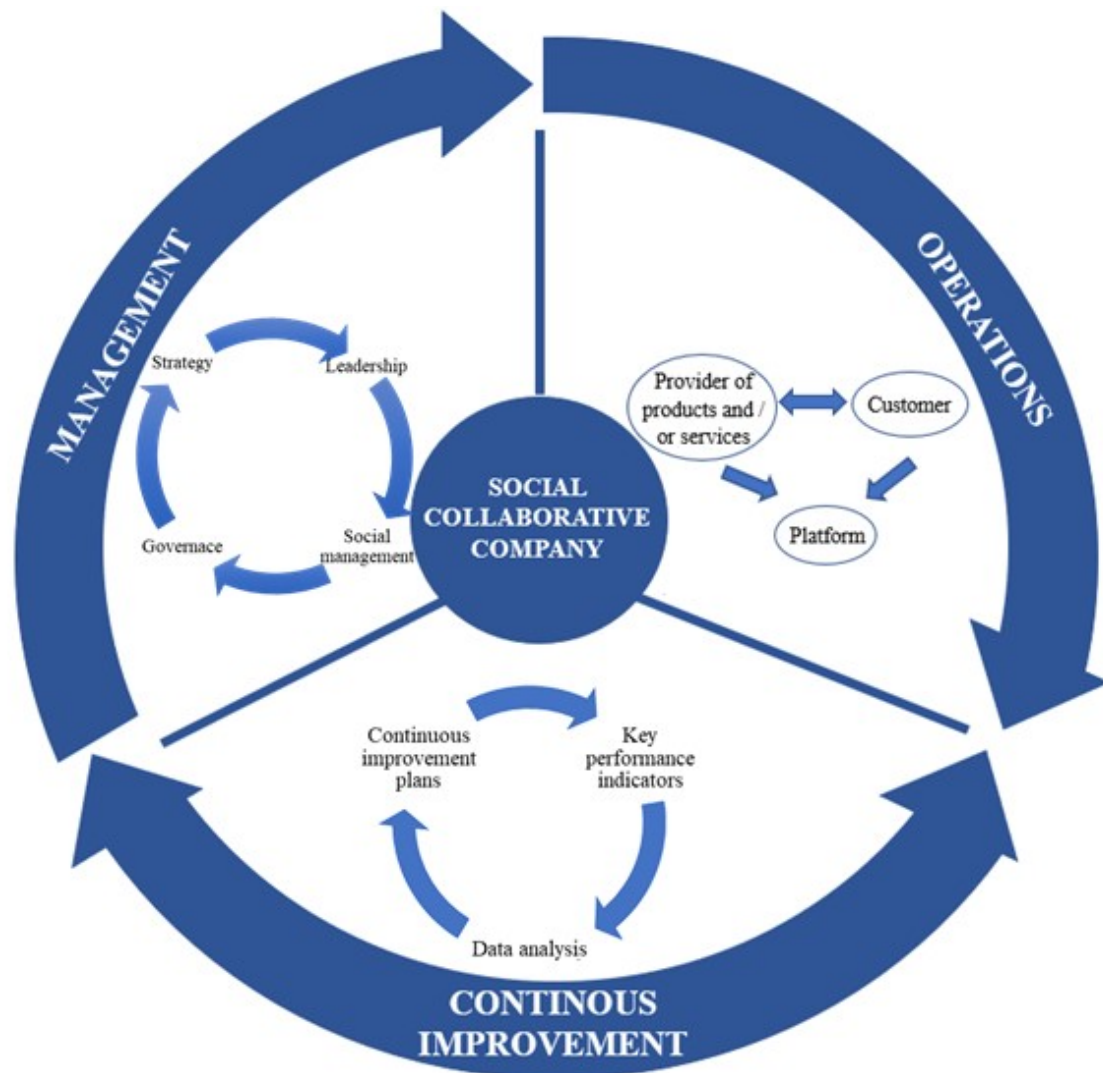 MANAGEMENT
OPERATIONS
Strategy
Leadership
Social
management
Governace
SOCIAL
COLLABORATIVE
COMPANY
Provider of
products and /
or services
Customer
Platform
Continuous
improvement
plans
Key
performance
indicators
Data analysis
CONTINOUS
IMPROVEMENT